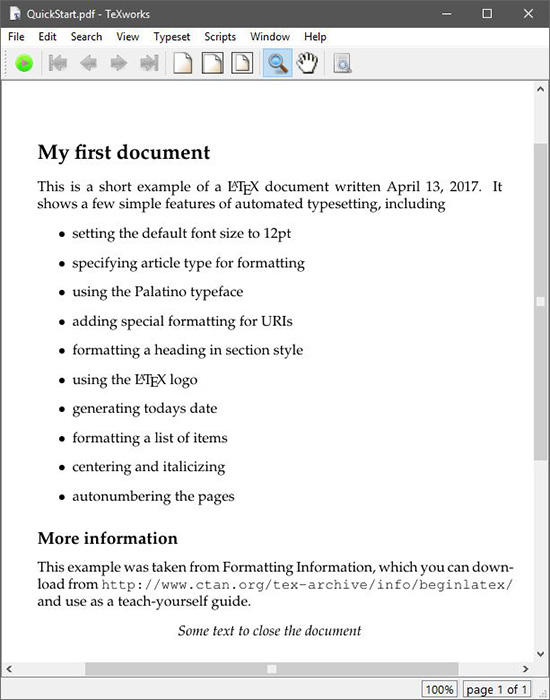 QuickStart.pdf - TeXworks
File Edit Search View Typeset Scripts Window Help
My first document
This is a short example of a LATEX document written April 13, 2017. It
shows a few simple features of automated typesetting, including
• setting the default font size to 12pt
• specifying article type for formatting
• using the Palatino typeface
• adding special formatting for URIs
• formatting a heading in section style
• using the LATEX logo
• generating todays date
• formatting a list of items
• centering and italicizing
• autonumbering the pages
More information
This example was taken from Formatting Information, which you can down-
load from http://www.ctan.org/tex-archive/info/beginlatex/
and use as a teach-yourself guide.
Some text to close the document
100% page 1 of 1